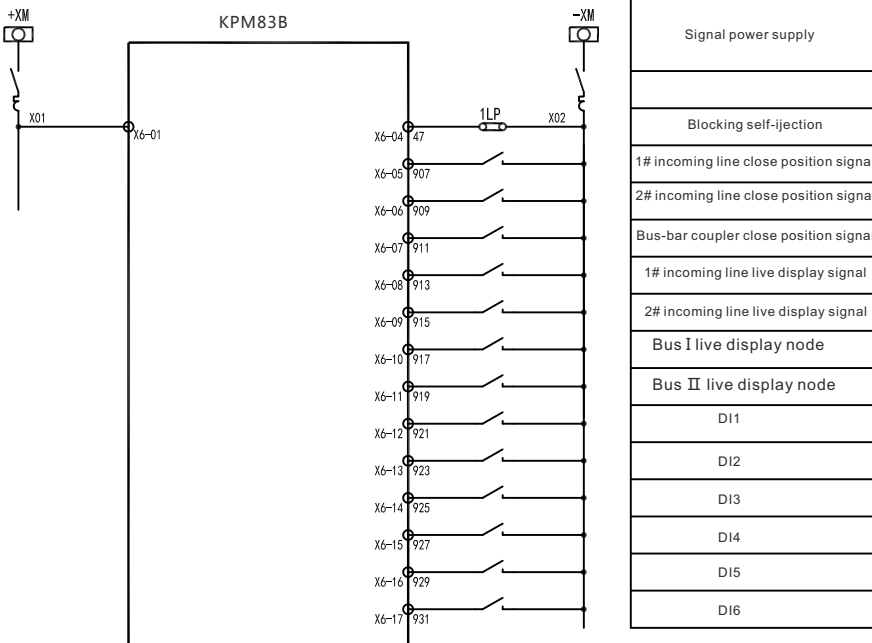 +XM
KPM83B
-XM
Signal power supply
X01
X6-01
1LP
X02
X6-04 47
Blocking self-ijection
X6-05 907
1# incoming line close position signal
X6-06 909
2# incoming line close position signal
X6-07 911
Bus-bar coupler close position signal
X6-08 913
1# incoming line live display signal
X6-09 915
2# incoming line live display signal
X6-10 917
Bus I live display node
X6-11 919
Bus II live display node
X6-12 921
DI1
X6-13 923
DI2
X6-14 925
DI3
X6-15 927
DI4
X6-16 929
DI5
X6-17 931
DI6